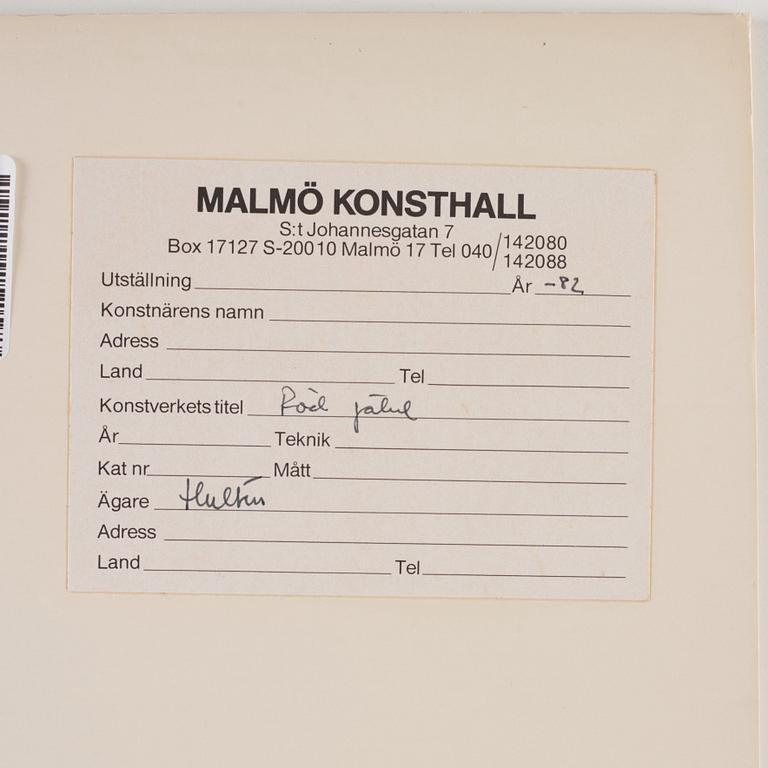 MALMÖ KONSTHALL
S:t Johannesgatan 7
Box 17127 S-20010 Malmö 17 Tel 040/142080
142088
Utställning År -82
Konstnärens namn
Adress
Land Tel
Konstverkets titel Röd
År Teknik
Kat nr Mått
Ägare Hultén
Adress
Land Tel